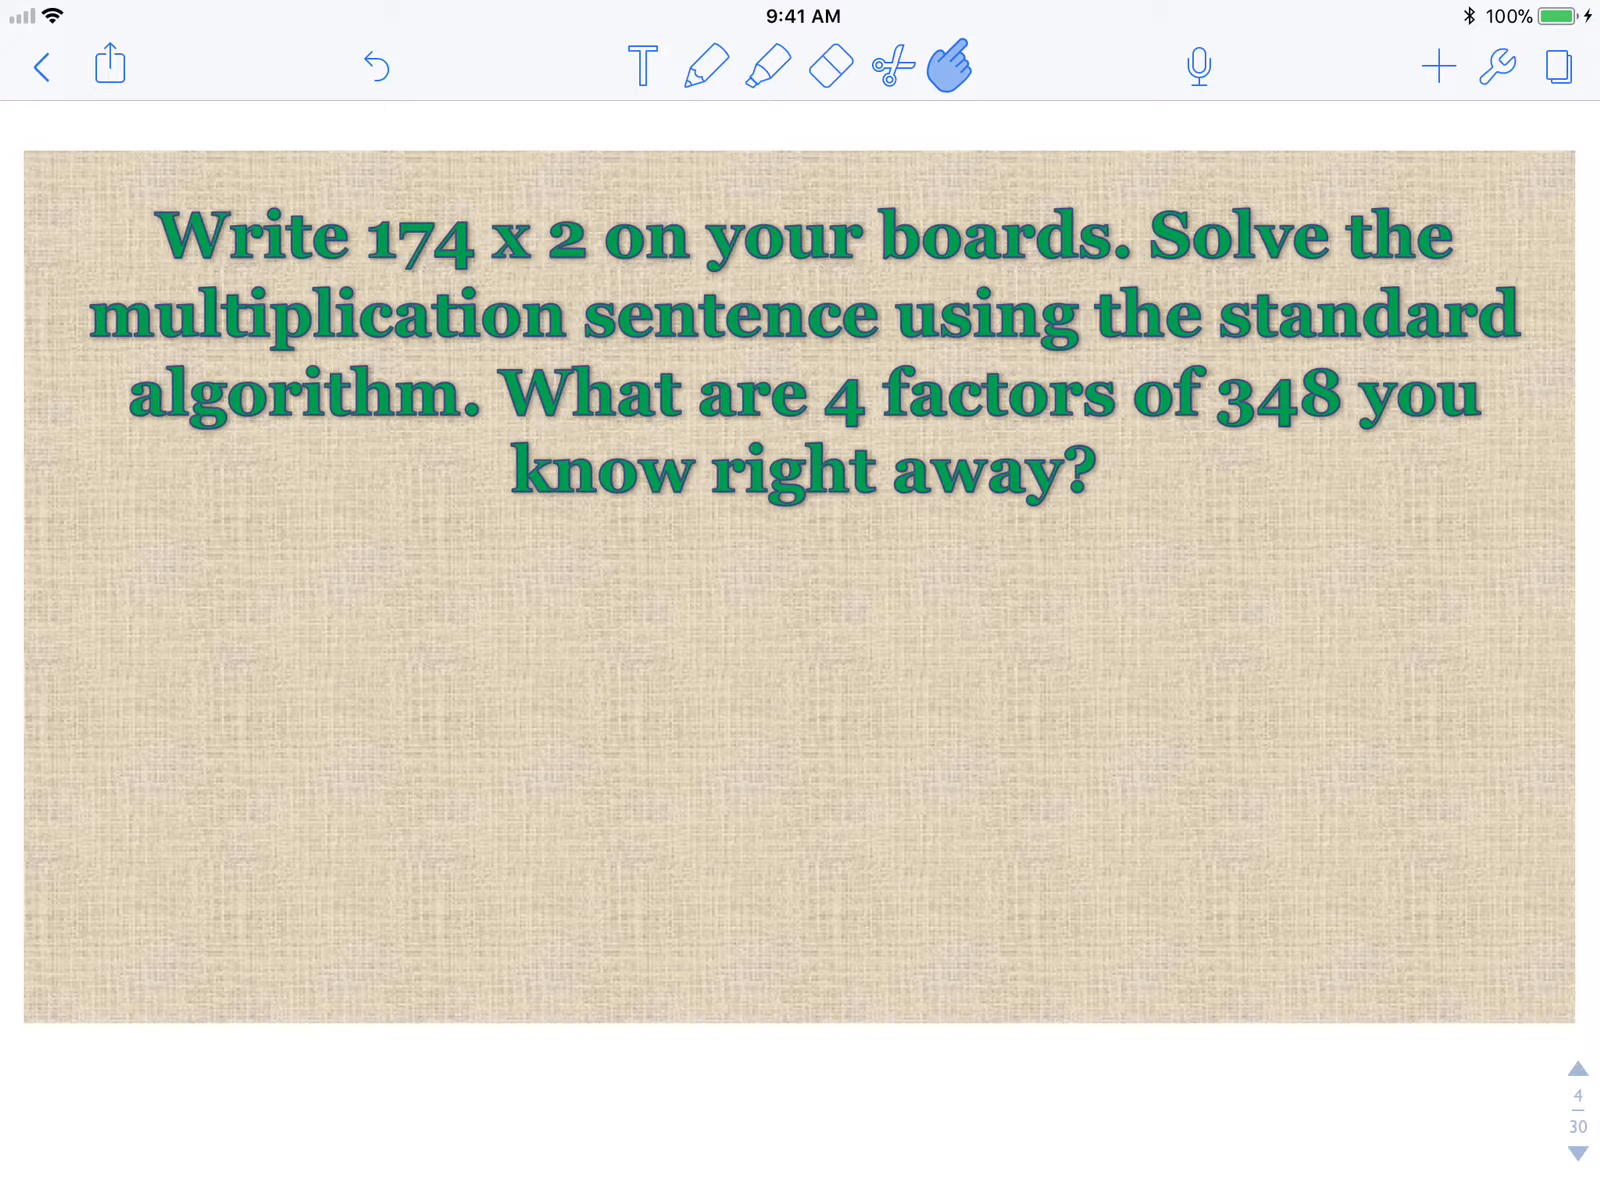 9:41 AM
100%
T
Write 174 x 2 on your boards. Solve the
multiplication sentence using the standard
algorithm. What are 4 factors of 348 you
know right away?
4
30